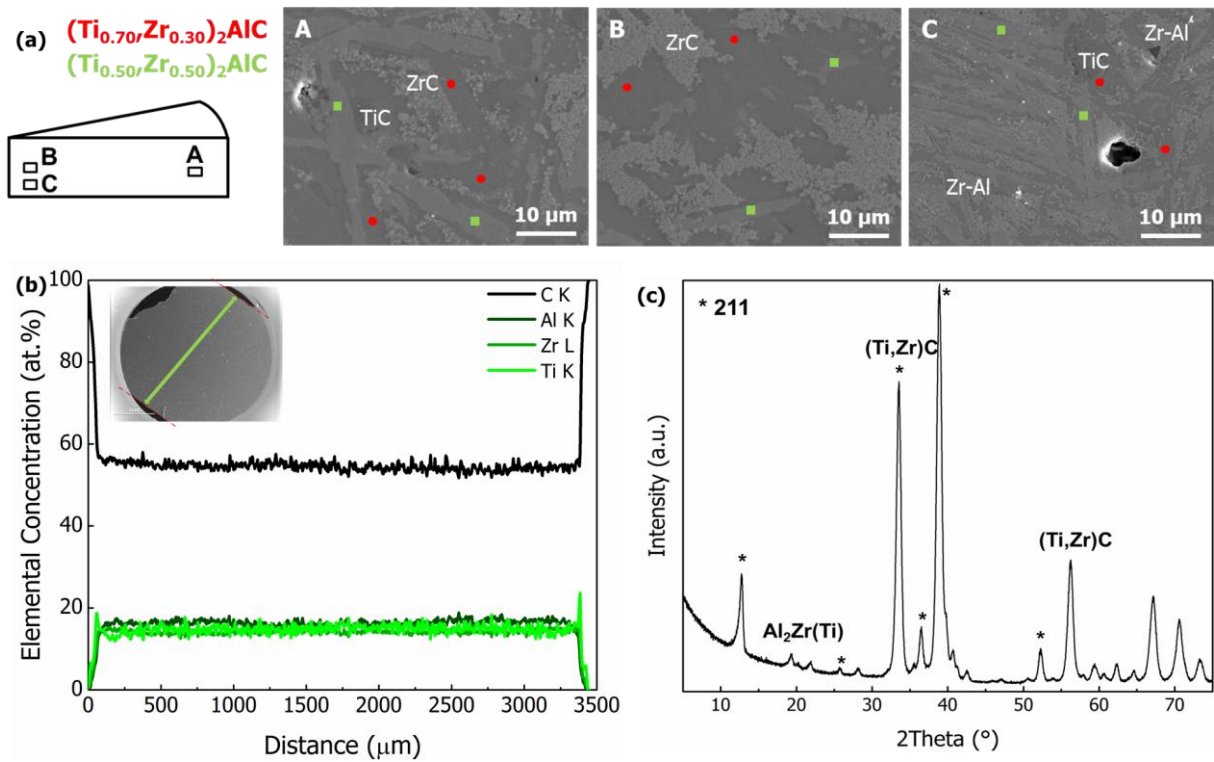 (a)
(Ti0.70,Zr0.30)2AlC
(Ti0.50,Zr0.50)2AlC
B
C
A
A
ZrC
TiC
10 µm
B
ZrC
10 µm
C
Zr-Al
TiC
Zr-Al
10 µm
(b)
Elemental Concentration (at.%)
100
80
60
40
20
0
C K
Al K
Zr L
Ti K
0 500 1000 1500 2000 2500 3000 3500
Distance (µm)
(c)
* 211
*
(Ti,Zr)C
*
(Ti,Zr)C
*
Al2Zr(Ti)
*
*
*
Intensity (a.u.)
10 20 30 40 50 60 70
2Theta (°)